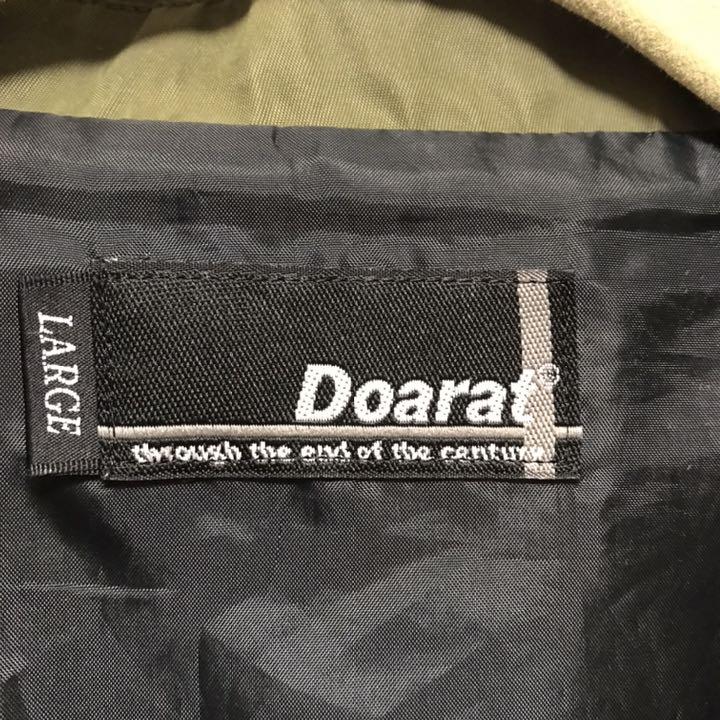 LARGE
Doarat®
through the end of the century